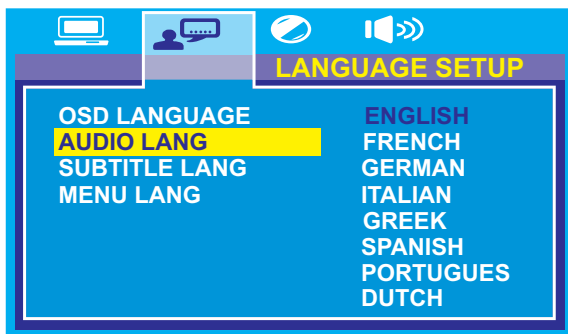 LANGUAGE SETUP
OSD LANGUAGE
AUDIO LANG
SUBTITLE LANG
MENU LANG
ENGLISH
FRENCH
GERMAN
ITALIAN
GREEK
SPANISH
PORTUGUES
DUTCH